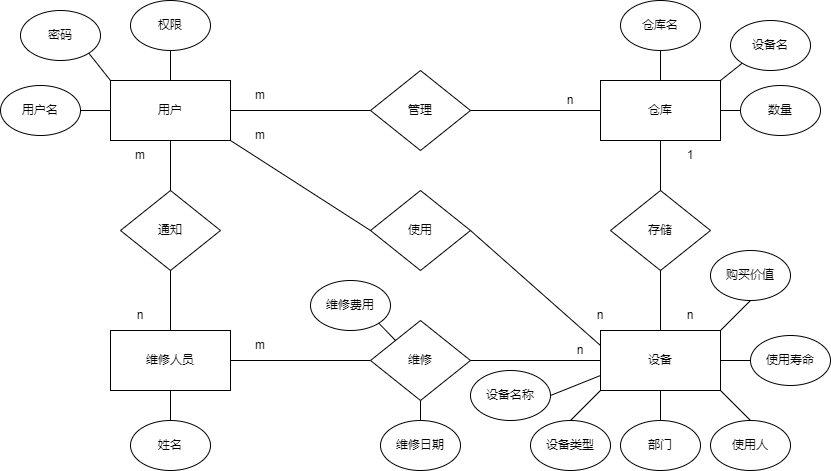 密码
权限
仓库名
设备名
用户名
用户
m
管理
n
仓库
数量
m
m
1
通知
使用
存储
购买价值
维修费用
n
n
n
维修人员
m
维修
n
设备
使用寿命
设备名称
姓名
维修日期
设备类型
部门
使用人